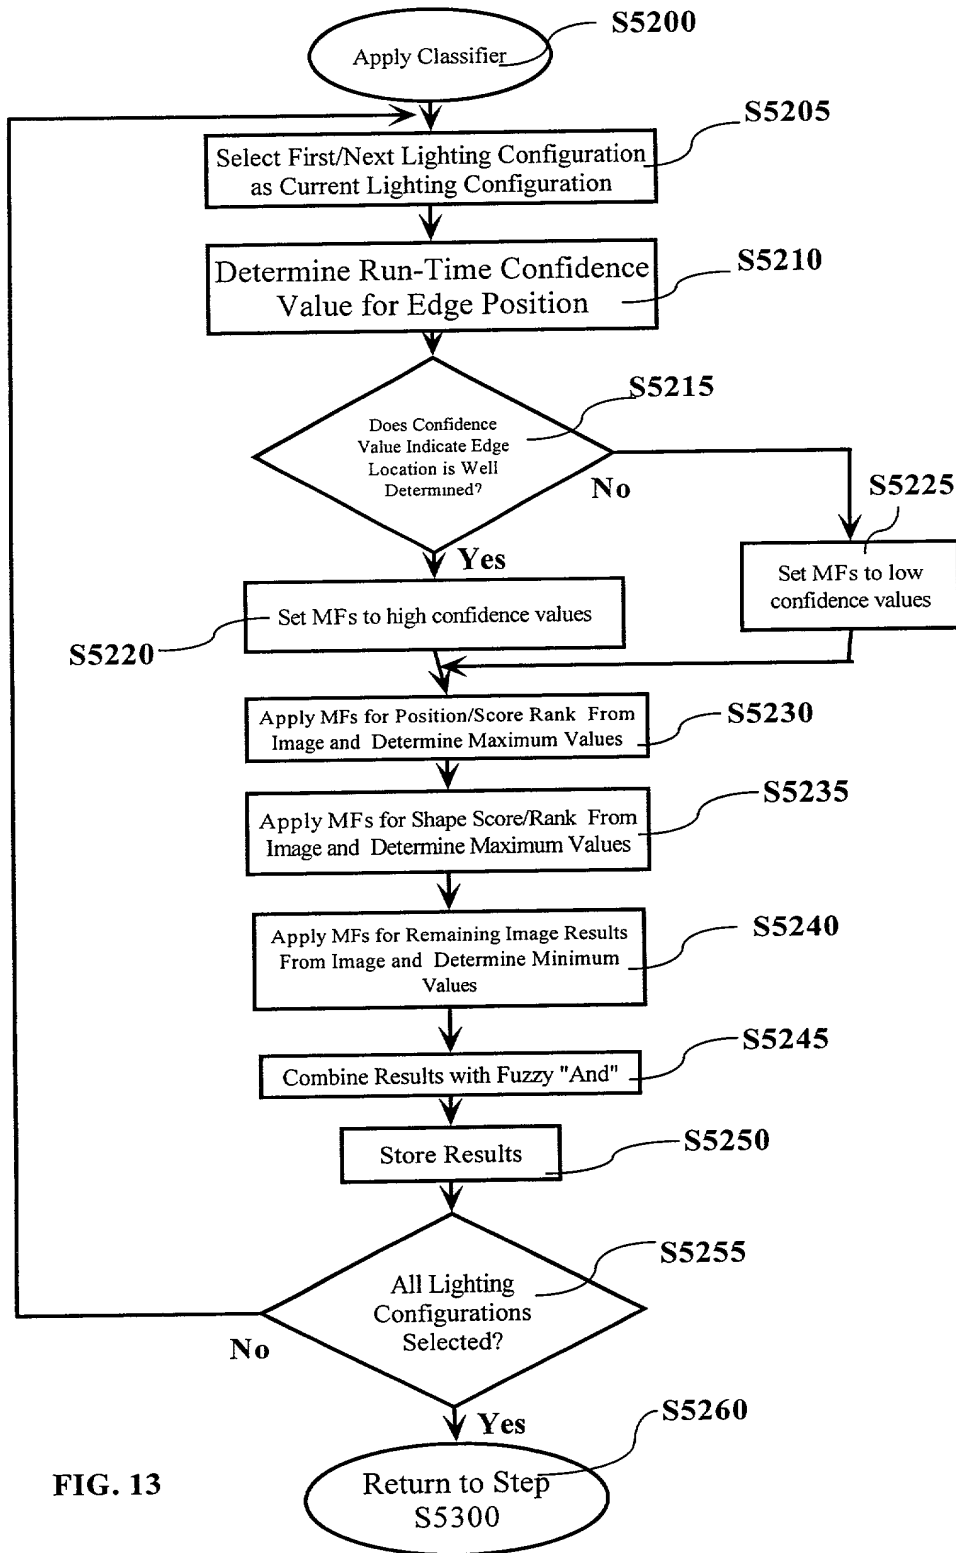 S5200
Apply Classifier
S5205
Select First/Next Lighting Configuration
as Current Lighting Configuration
S5210
Determine Run-Time Confidence
Value for Edge Position
S5215
Does Confidence
Value Indicate Edge
Location is Well
Determined?
No
S5225
Yes
Set MFs to low
confidence values
Set MFs to high confidence values
S5220
S5230
Apply MFs for Position/Score Rank From
Image and Determine Maximum Values
S5235
Apply MFs for Shape Score/Rank From
Image and Determine Maximum Values
S5240
Apply MFs for Remaining Image Results
From Image and Determine Minimum
Values
S5245
Combine Results with Fuzzy "And"
S5250
Store Results
S5255
All Lighting
Configurations
Selected?
No
Yes
S5260
Return to Step
S5300
FIG. 13